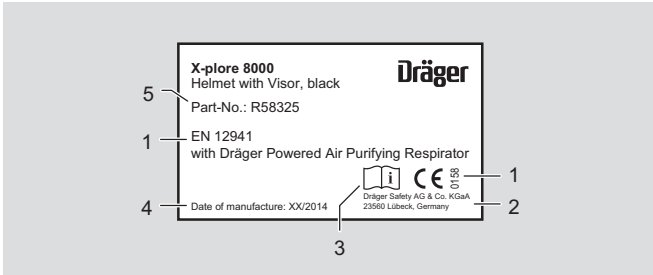 X-plore 8000
Dräger
Helmet with Visor, black
5
Part-No.: R58325
1
EN 12941
with Dräger Powered Air Purifying Respirator
i
CE
0158
1
Dräger Safety AG & Co. KGaA
23560 Lübeck, Germany
2
4
Date of manufacture: XX/2014
3